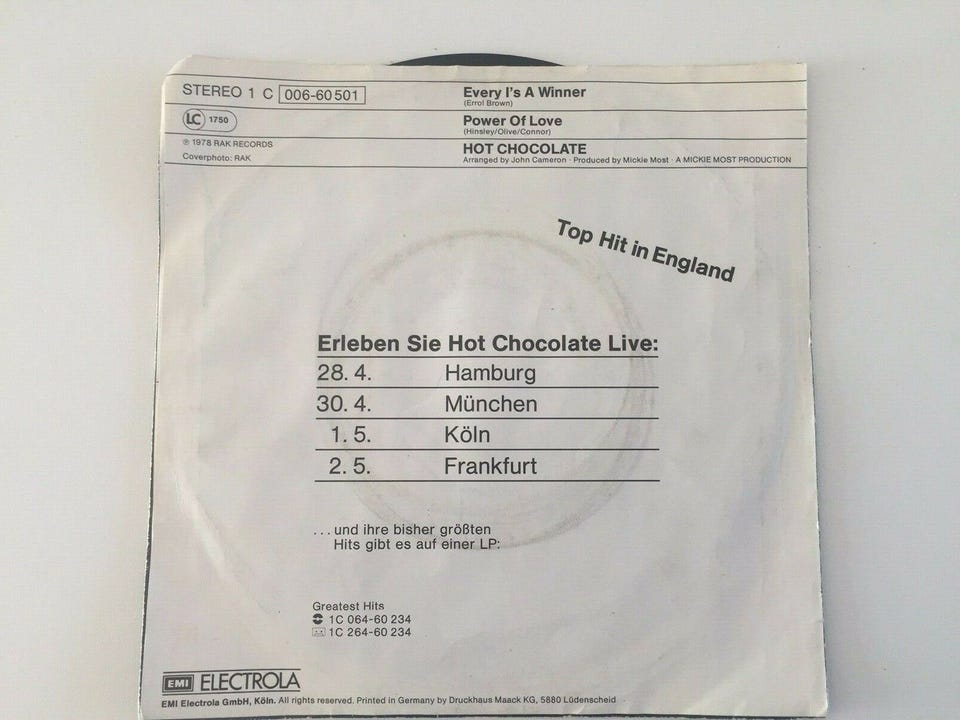 STEREO 1 C 006-60 501
LC 1750
℗ 1978 RAK RECORDS
Coverphoto: RAK
Every I's A Winner
(Errol Brown)
Power Of Love
(Hinsley/Olive/Connor)
HOT CHOCOLATE
Arranged by John Cameron · Produced by Mickie Most · A MICKIE MOST PRODUCTION
Top Hit in England
Erleben Sie Hot Chocolate Live:
28. 4. Hamburg
30. 4. München
1. 5. Köln
2. 5. Frankfurt
...und ihre bisher größten
Hits gibt es auf einer LP:
Greatest Hits
1C 064-60 234
1C 264-60 234
EMI ELECTROLA
EMI Electrola GmbH, Köln. All rights reserved. Printed in Germany by Druckhaus Maack KG, 5880 Lüdenscheid